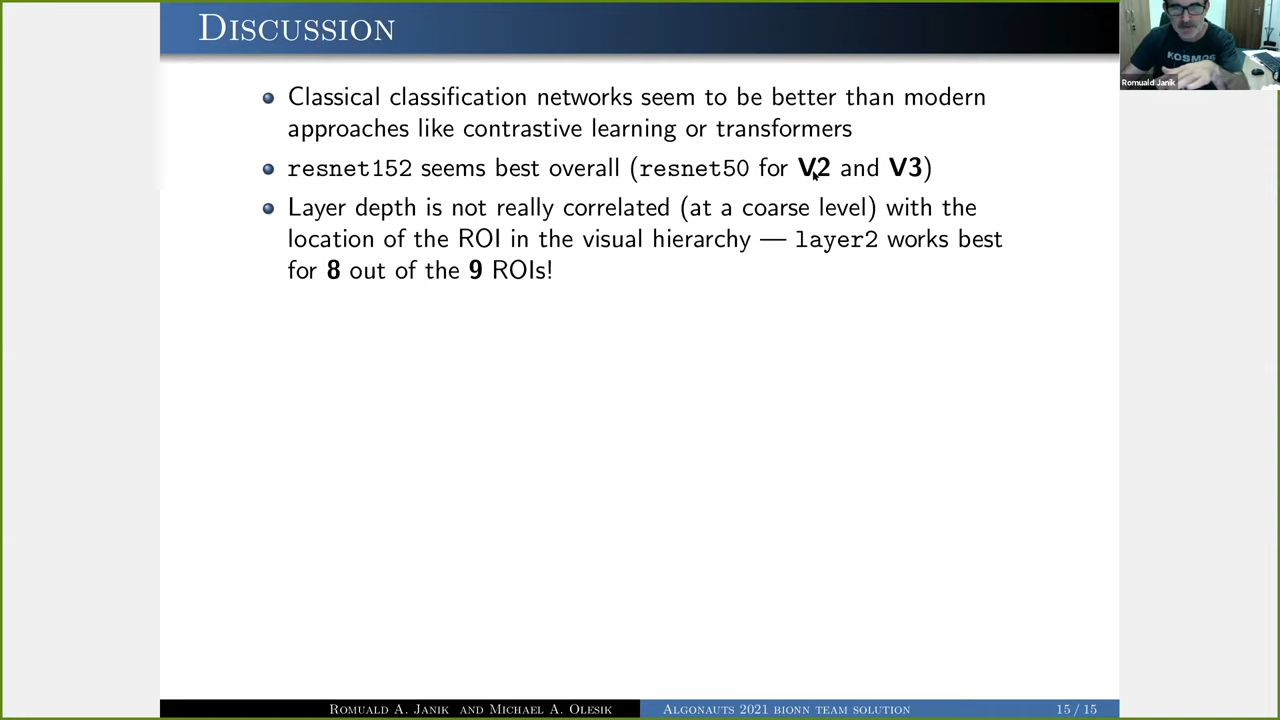 Discussion
Classical classification networks seem to be better than modern
approaches like contrastive learning or transformers
resnet152 seems best overall (resnet50 for V2 and V3)
Layer depth is not really correlated (at a coarse level) with the
location of the ROI in the visual hierarchy — layer2 works best
for 8 out of the 9 ROIs!
KOSMOS
Romuald Janik
Romuald A. Janik and Michael A. Olesik
Algonauts 2021 bionn team solution
15 / 15